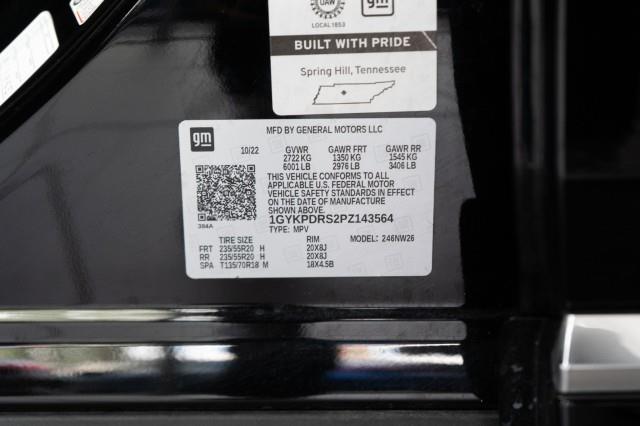 UAW
LOCAL 1853
gm
BUILT WITH PRIDE
Spring Hill, Tennessee
gm
MFD BY GENERAL MOTORS LLC
10/22 GVWR GAWR FRT GAWR RR
2722 KG 1350 KG 1545 KG
6001 LB 2976 LB 3406 LB
THIS VEHICLE CONFORMS TO ALL
APPLICABLE U.S. FEDERAL MOTOR
VEHICLE SAFETY STANDARDS IN EFFECT
ON THE DATE OF MANUFACTURE
SHOWN ABOVE.
384A
1GYKPDRS2PZ143564
TYPE: MPV MODEL: 246NW26
TIRE SIZE RIM
FRT 235/55R20 H 20X8J
RR 235/55R20 H 20X8J
SPA T135/70R18 M 18X4.5B